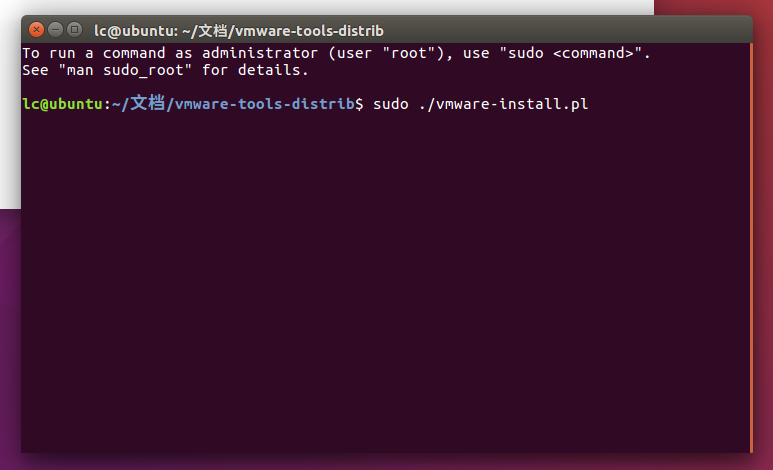 lc@ubuntu: ~/文档/vmware-tools-distrib
To run a command as administrator (user "root"), use "sudo <command>".
See "man sudo_root" for details.
lc@ubuntu:~/文档/vmware-tools-distrib$ sudo ./vmware-install.pl